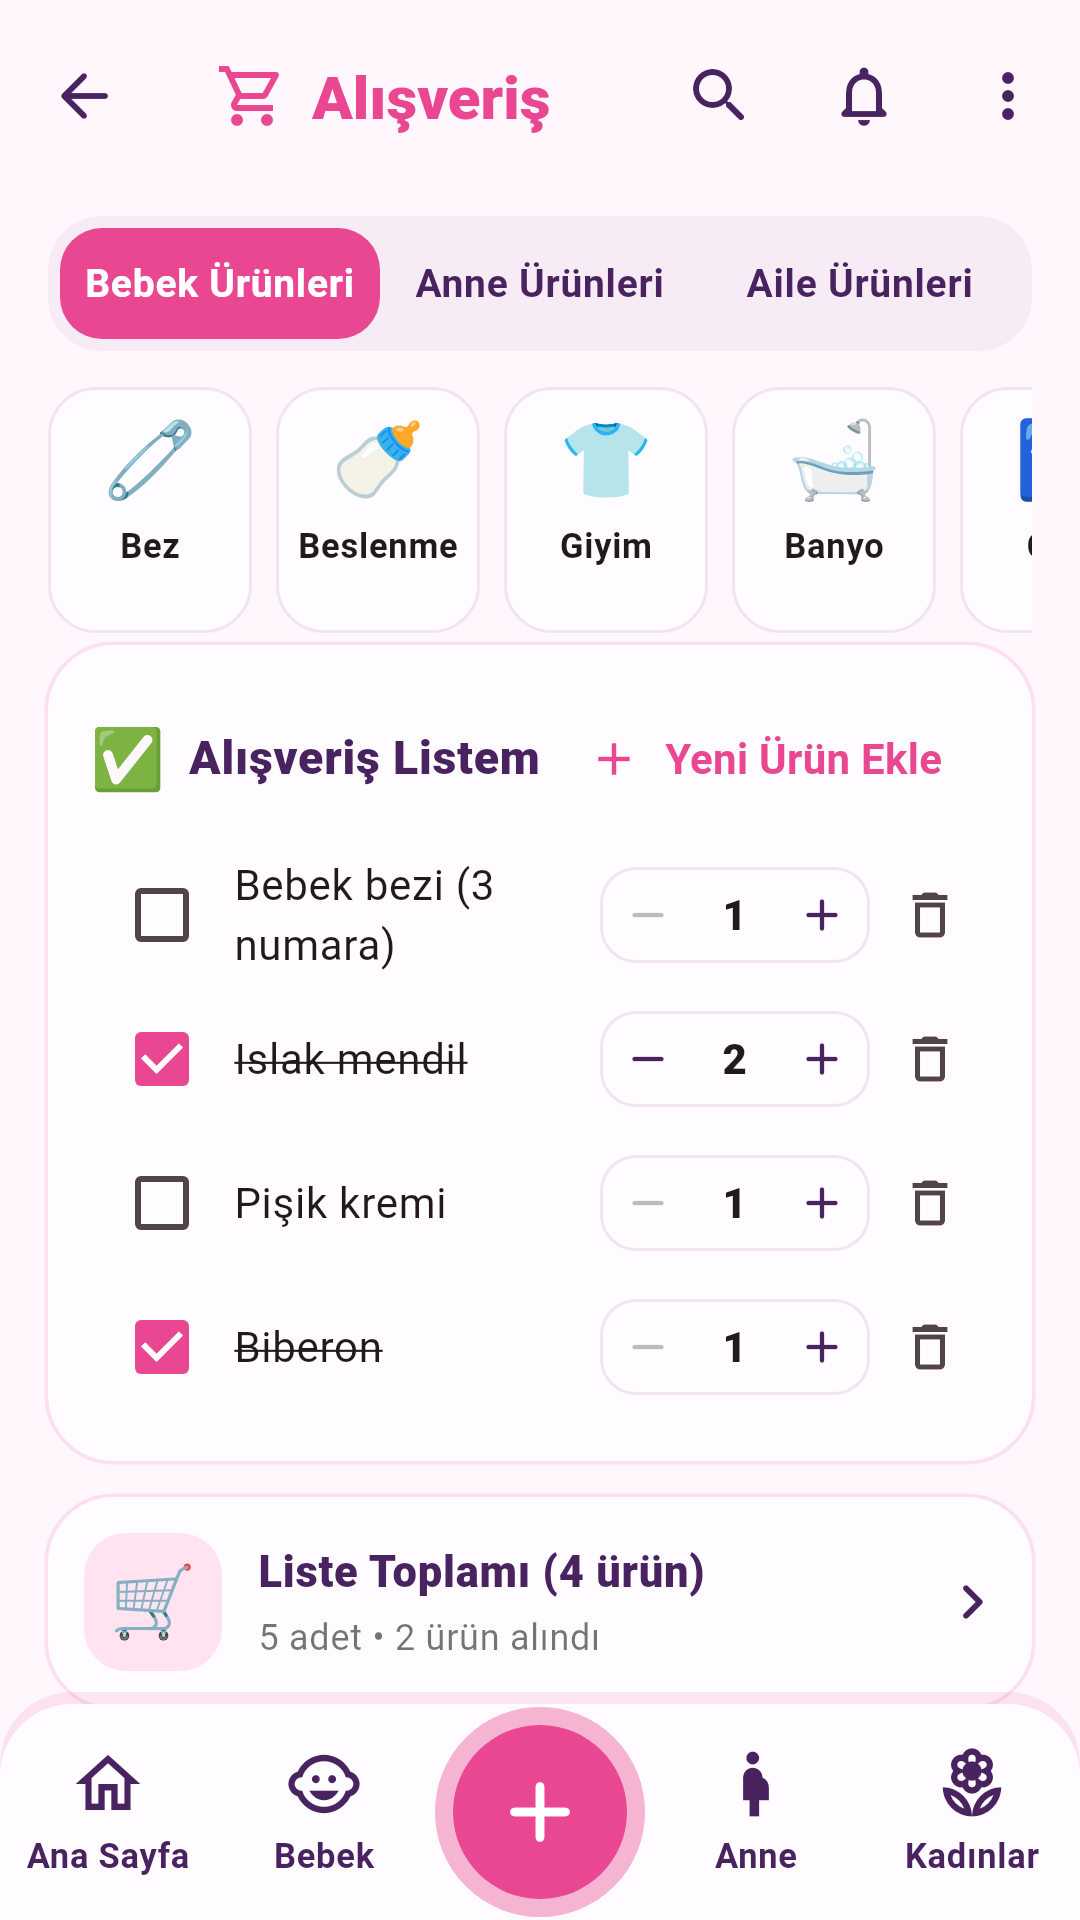 Alışveriş
Bebek Ürünleri
Anne Ürünleri
Aile Ürünleri
Bez
Beslenme
Giyim
Banyo
Alışveriş Listem
Yeni Ürün Ekle
Bebek bezi (3
numara)
1
Islak mendil
2
Pişik kremi
1
Biberon
1
Liste Toplamı (4 ürün)
5 adet • 2 ürün alındı
Ana Sayfa
Bebek
Anne
Kadınlar